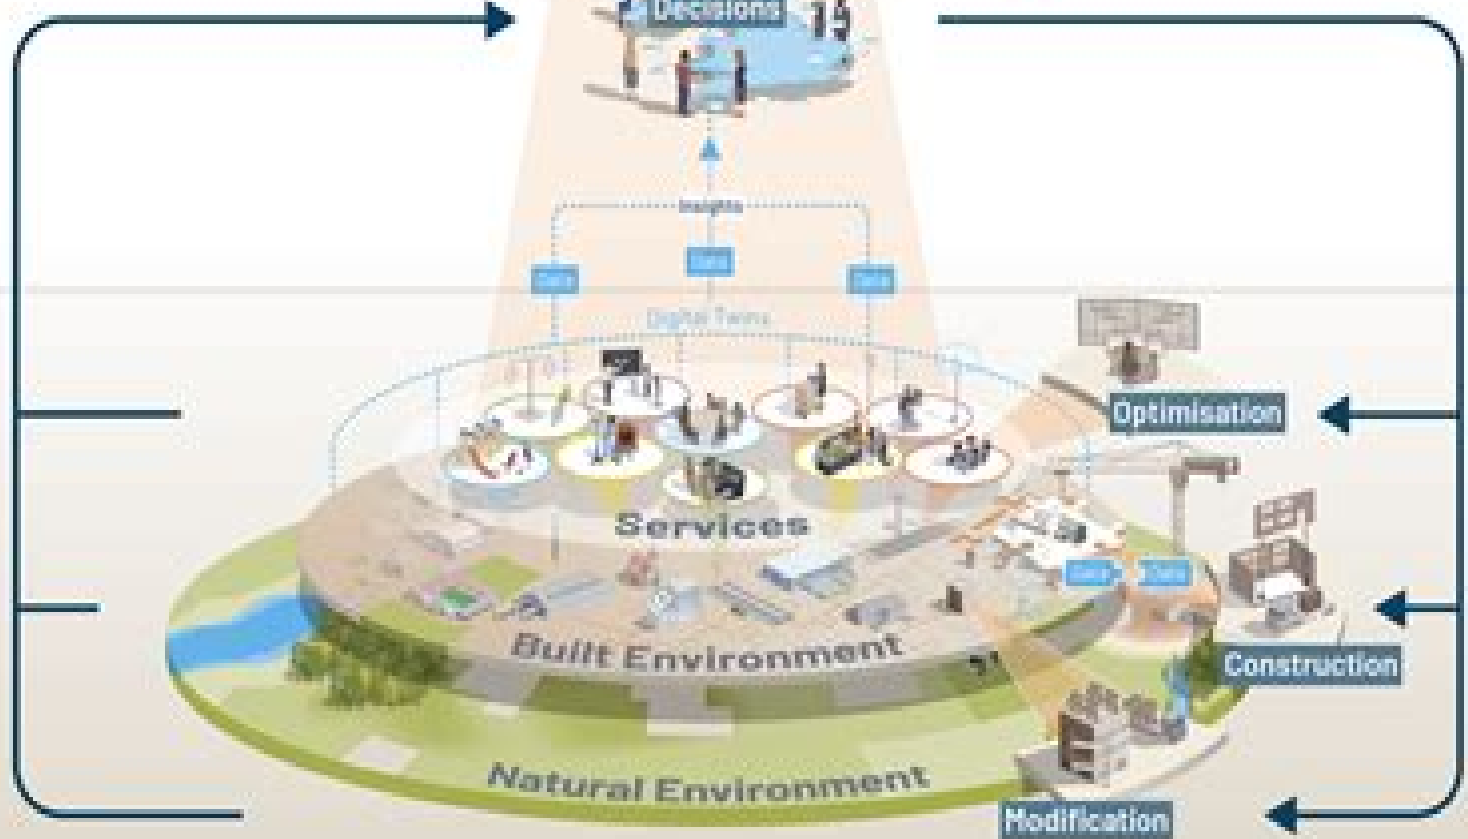 Decisions
Insights
Data
Data
Data
Digital Twins
Optimisation
Services
Data
Data
Built Environment
Construction
Natural Environment
Modification